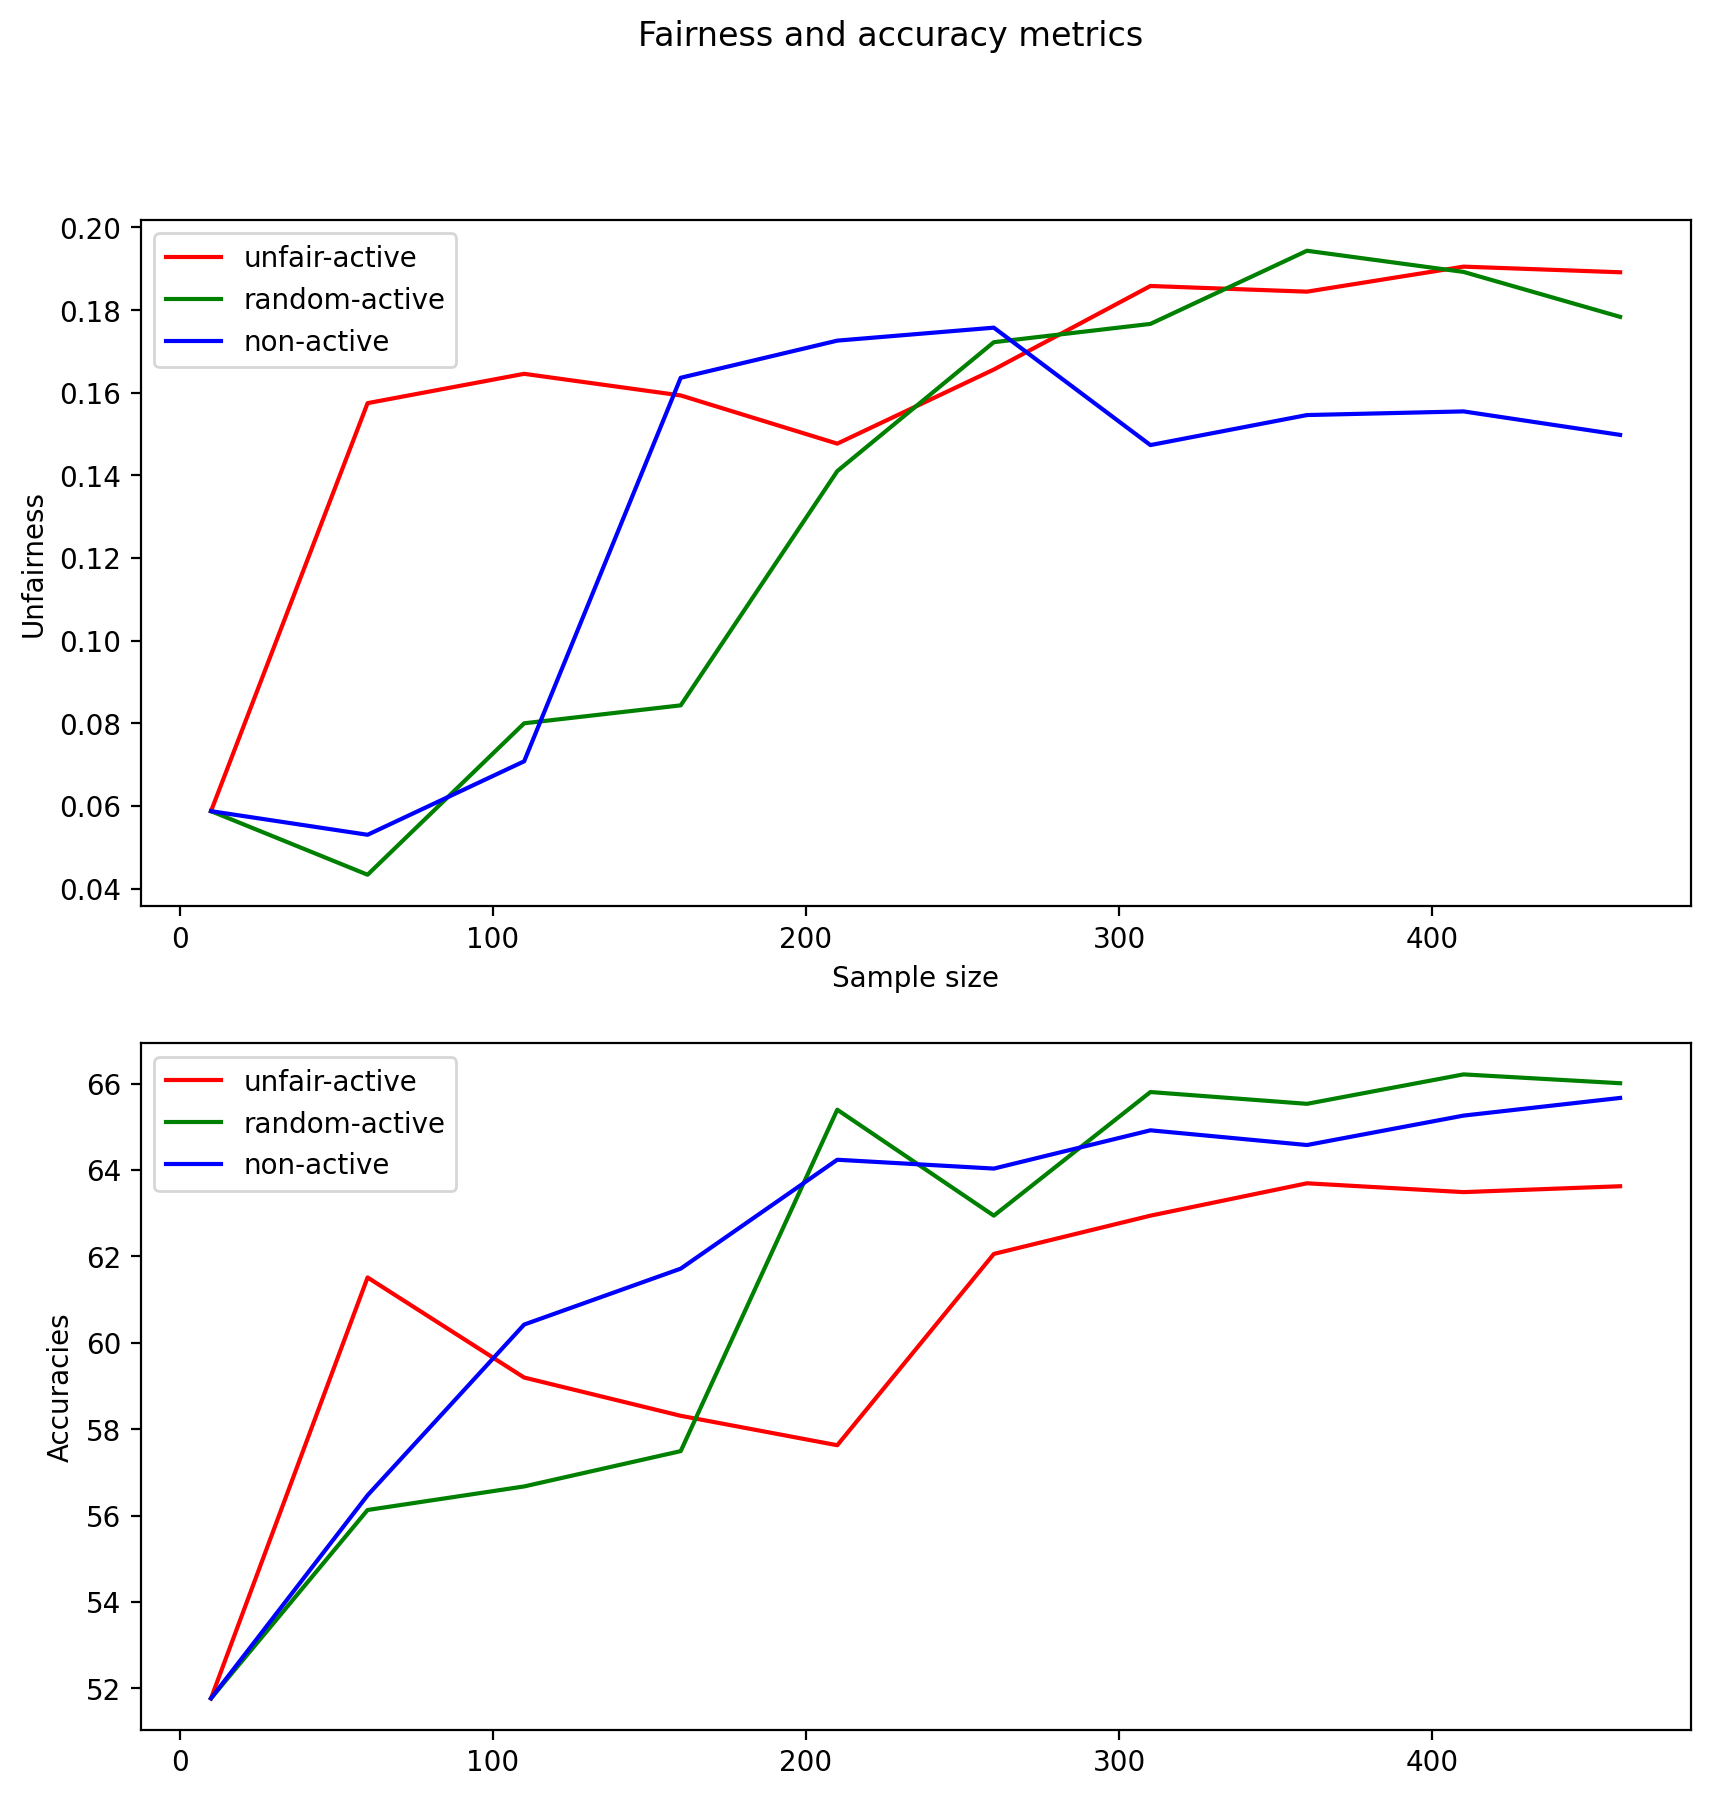 Fairness and accuracy metrics
0.20
0.18
0.16
0.14
0.12
0.10
0.08
0.06
0.04
Unfairness
unfair-active
random-active
non-active
0 100 200 300 400
Sample size
66
64
62
60
58
56
54
52
Accuracies
unfair-active
random-active
non-active
0 100 200 300 400